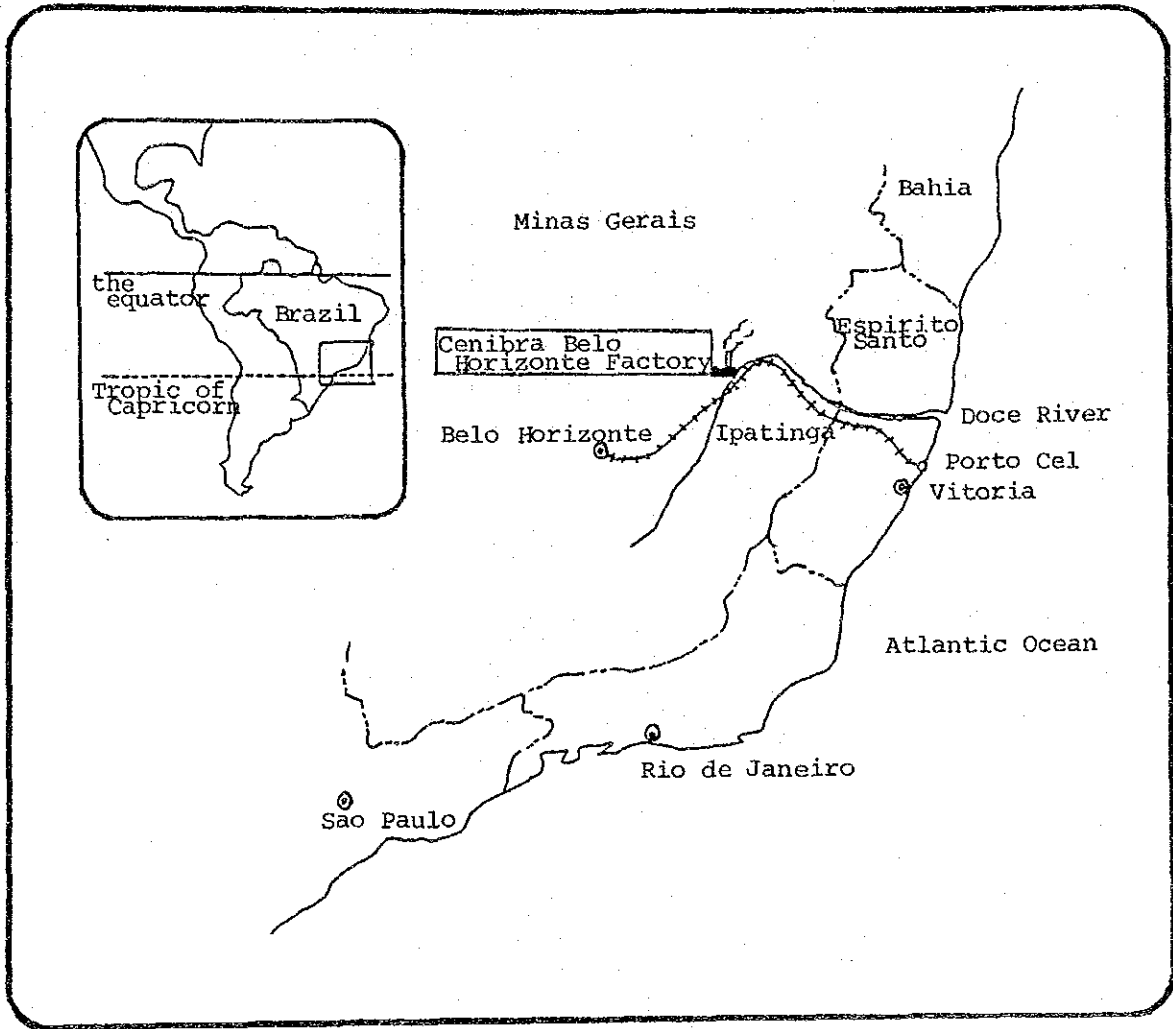 the
equator
Brazil
Tropic of
Capricorn
Minas Gerais
Bahia
Espirito
Santo
Cenibra Belo
Horizonte Factory
Belo Horizonte
Ipatinga
Doce River
Porto Cel
Vitoria
Atlantic Ocean
Rio de Janeiro
Sao Paulo